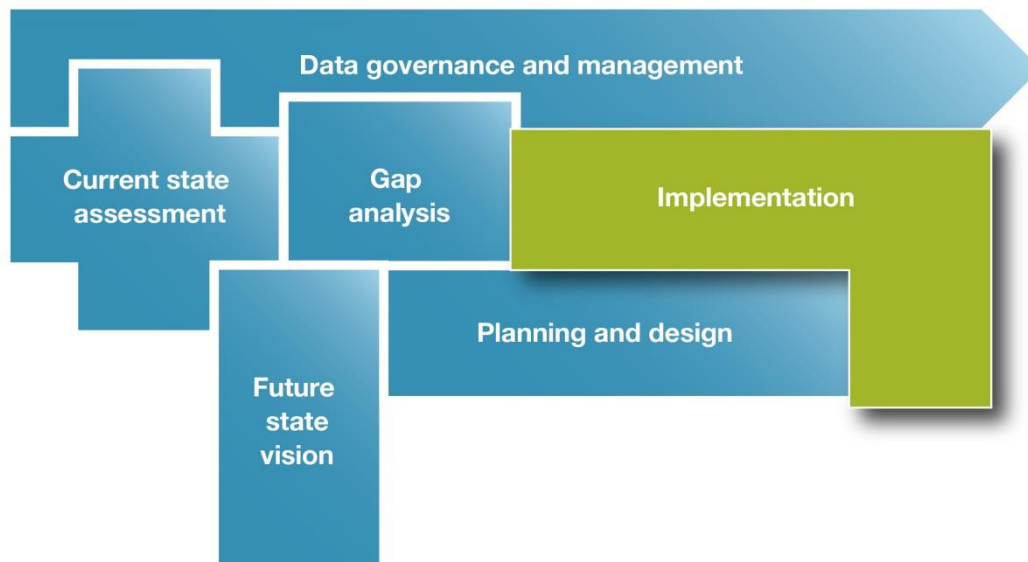 Data governance and management
Current state
assessment
Gap
analysis
Implementation
Planning and design
Future
state
vision